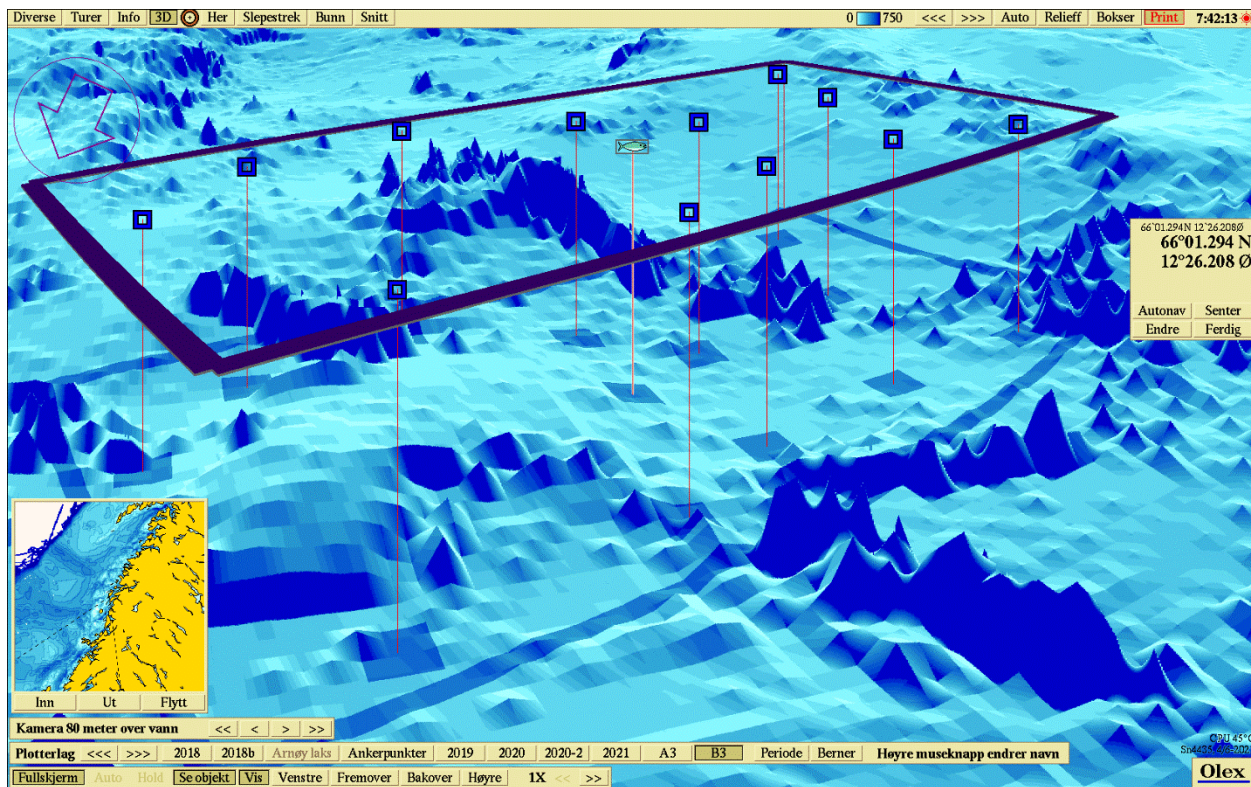 Diverse Turer Info 3D Her Slepestrek Bunn Snitt 0 750 <<< >>> Auto Relieff Bokser Print 7:42:13
66°01.294N 12°26.208Ø
66°01.294 N
12°26.208 Ø
Autonav Senter
Endre Ferdig
Inn Ut Flytt
Kamera 80 meter over vann << < > >>
CPU 45°C
Plotterlag <<< >>> 2018 2018b Arnøy laks Ankerpunkter 2019 2020 2020-2 2021 A3 B3 Periode Berner Høyre museknapp endrer navn
Fullskjerm Auto Hold Se objekt Vis Venstre Fremover Bakover Høyre 1X << >>
Olex